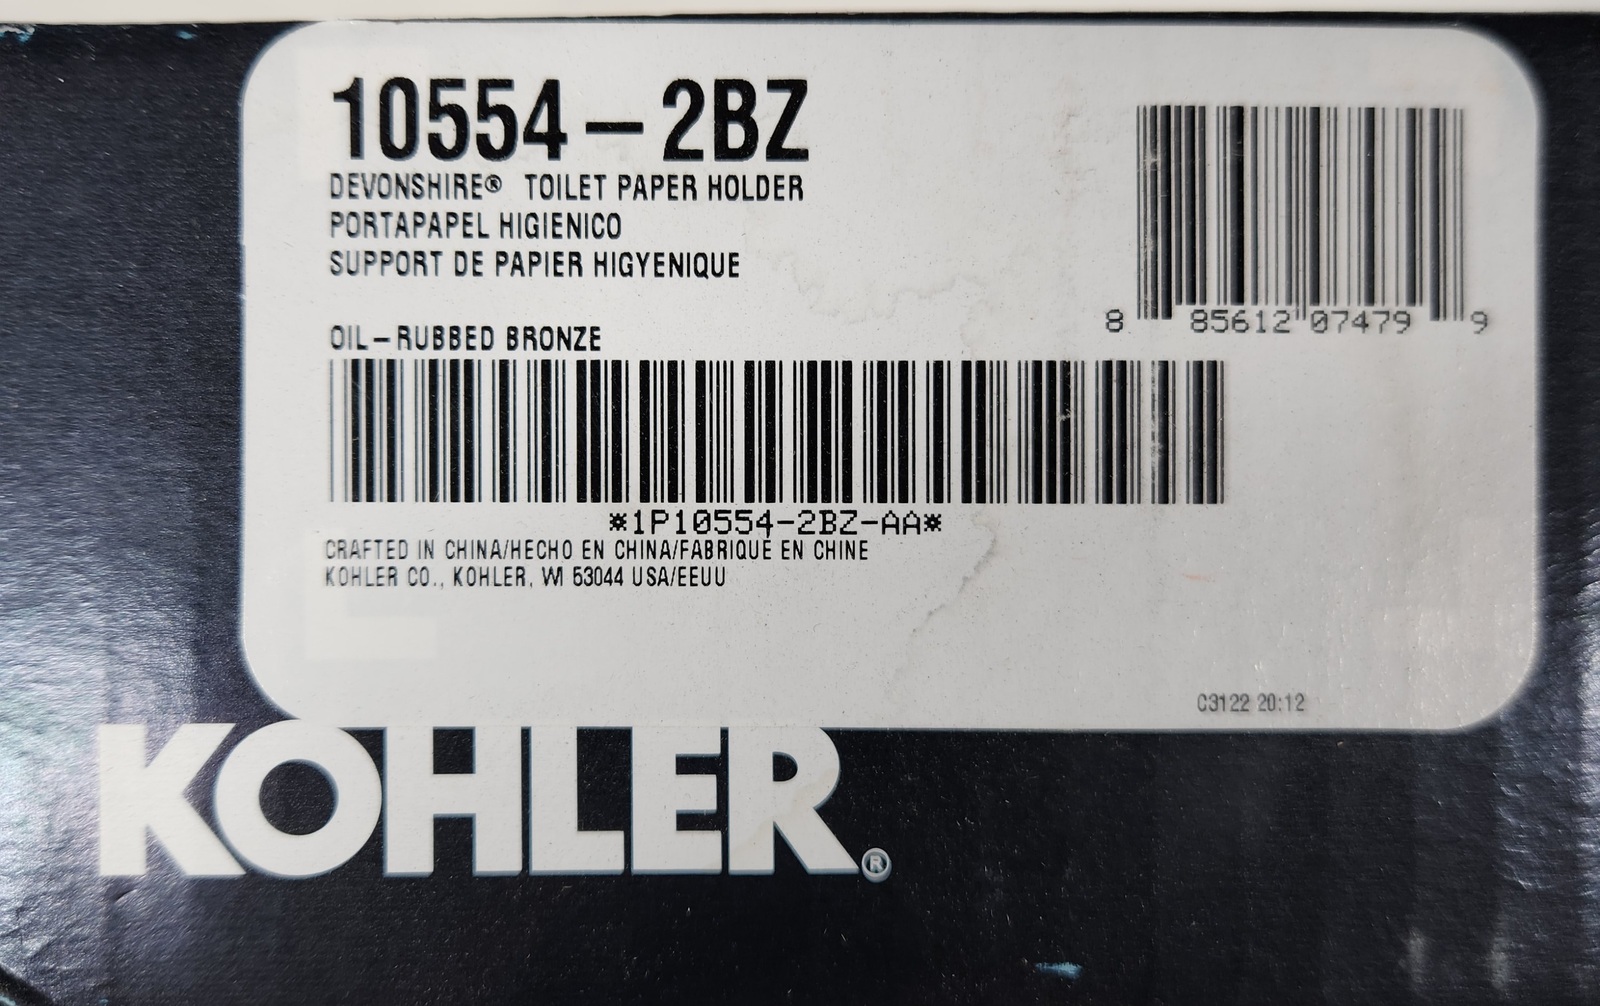 10554-2BZ
DEVONSHIRE® TOILET PAPER HOLDER
PORTAPAPEL HIGIENICO
SUPPORT DE PAPIER HIGYENIQUE
8 85612 07479 9
OIL-RUBBED BRONZE
*1P10554-2BZ-AA*
CRAFTED IN CHINA/HECHO EN CHINA/FABRIQUÉ EN CHINE
KOHLER CO., KOHLER, WI 53044 USA/EEUU
C3122 20:12
KOHLER®